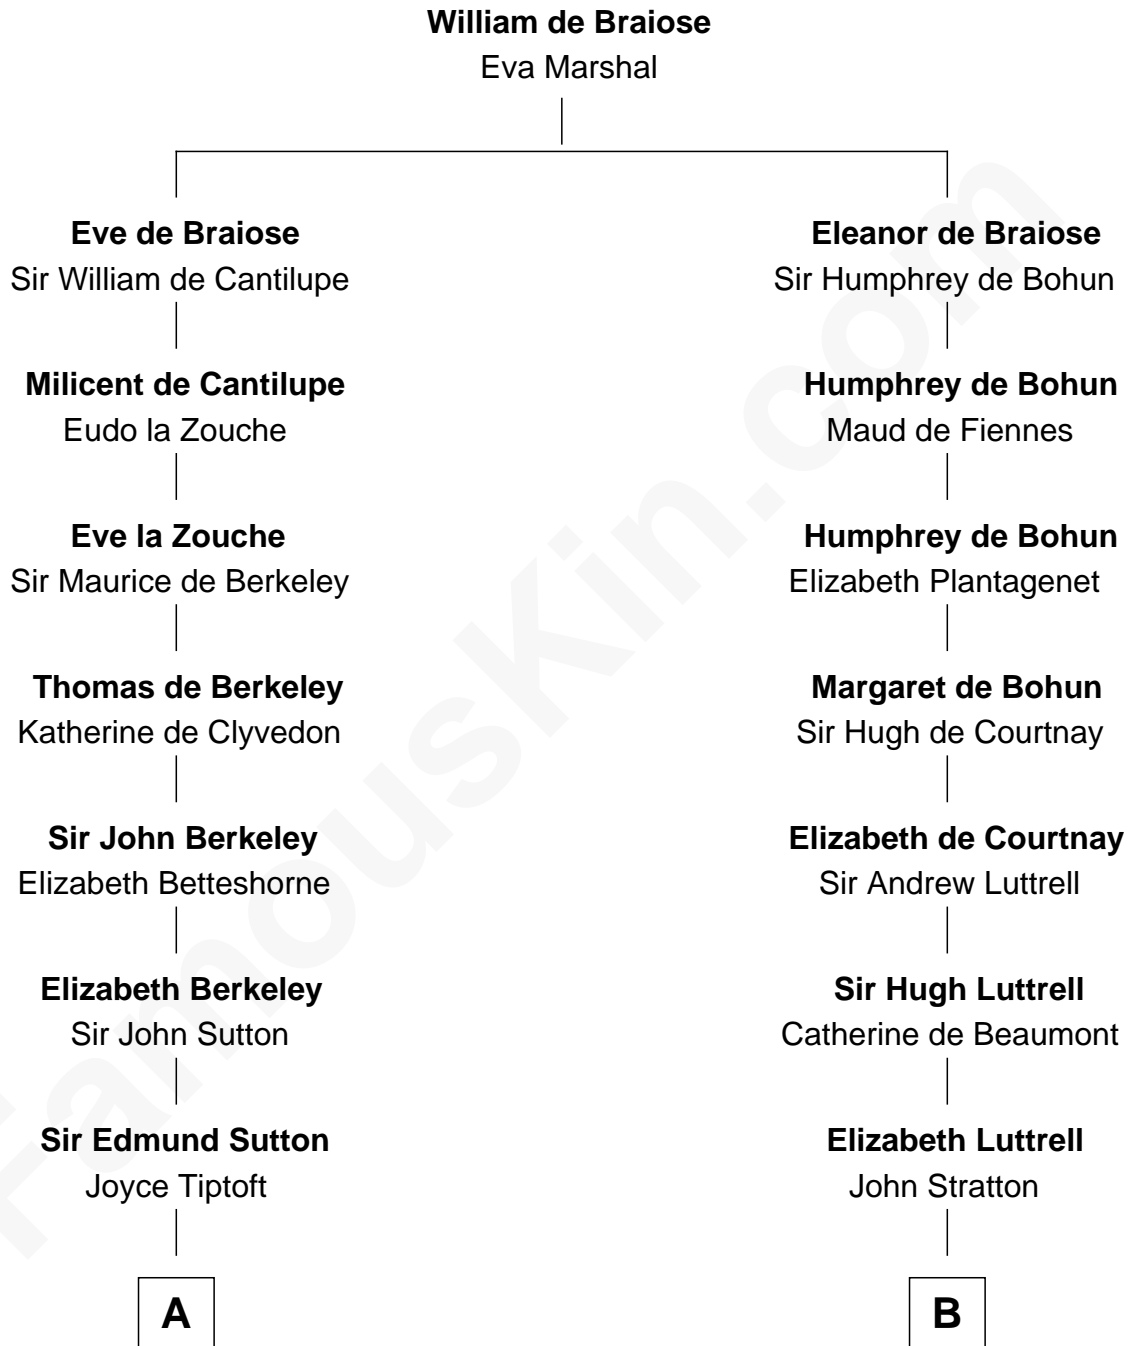 William de Braiose
Eva Marshal
Eve de Braiose
Sir William de Cantilupe
Milicent de Cantilupe
Eudo la Zouche
Eve la Zouche
Sir Maurice de Berkeley
Thomas de Berkeley
Katherine de Clyvedon
Sir John Berkeley
Elizabeth Betteshorne
Elizabeth Berkeley
Sir John Sutton
Sir Edmund Sutton
Joyce Tiptoft
A
Eleanor de Braiose
Sir Humphrey de Bohun
Humphrey de Bohun
Maud de Fiennes
Humphrey de Bohun
Elizabeth Plantagenet
Margaret de Bohun
Sir Hugh de Courtnay
Elizabeth de Courtnay
Sir Andrew Luttrell
Sir Hugh Luttrell
Catherine de Beaumont
Elizabeth Luttrell
John Stratton
B
FamousKin.com